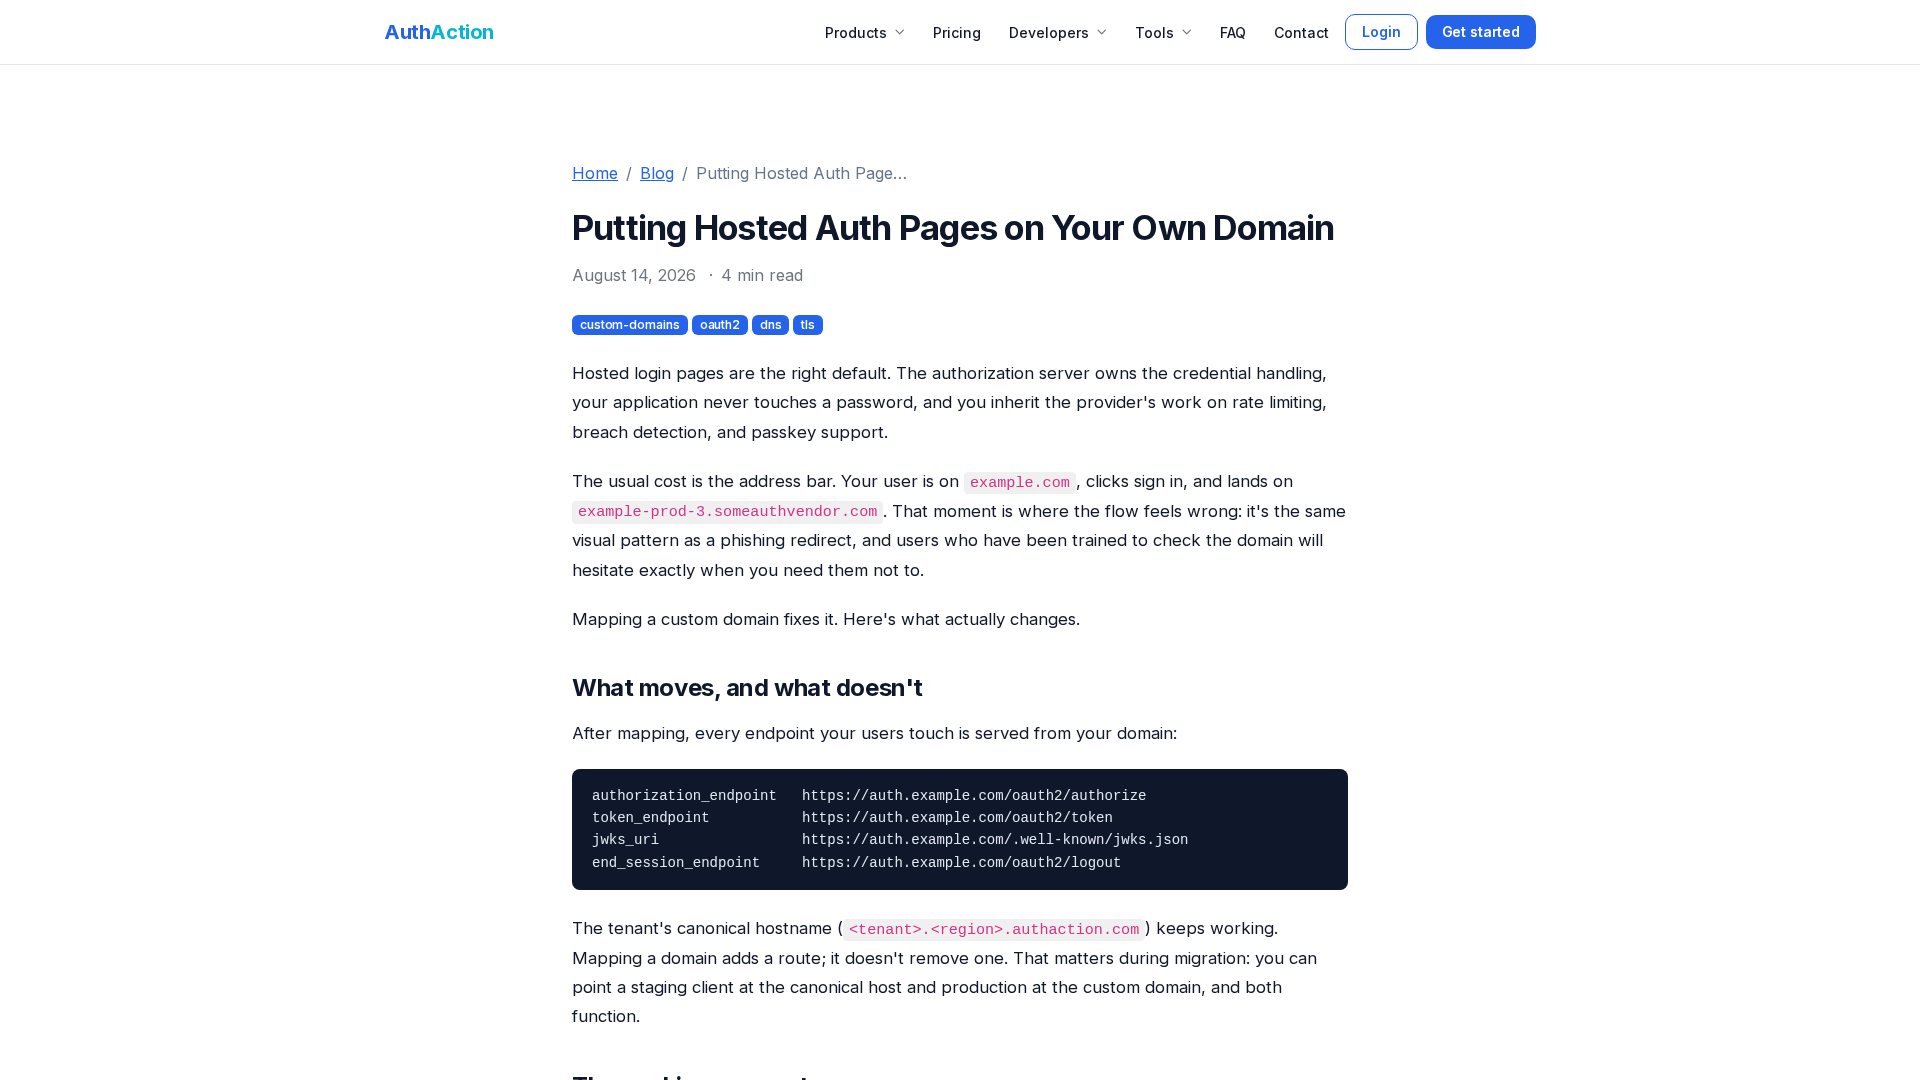 AuthAction
Products Pricing Developers Tools FAQ Contact Login Get started
Home / Blog / Putting Hosted Auth Page...
Putting Hosted Auth Pages on Your Own Domain
August 14, 2026 · 4 min read
custom-domains oauth2 dns tls
Hosted login pages are the right default. The authorization server owns the credential handling,
your application never touches a password, and you inherit the provider's work on rate limiting,
breach detection, and passkey support.
The usual cost is the address bar. Your user is on example.com, clicks sign in, and lands on
example-prod-3.someauthvendor.com. That moment is where the flow feels wrong: it's the same
visual pattern as a phishing redirect, and users who have been trained to check the domain will
hesitate exactly when you need them not to.
Mapping a custom domain fixes it. Here's what actually changes.
What moves, and what doesn't
After mapping, every endpoint your users touch is served from your domain:
authorization_endpoint https://auth.example.com/oauth2/authorize
token_endpoint https://auth.example.com/oauth2/token
jwks_uri https://auth.example.com/.well-known/jwks.json
end_session_endpoint https://auth.example.com/oauth2/logout
The tenant's canonical hostname (<tenant>.<region>.authaction.com) keeps working.
Mapping a domain adds a route; it doesn't remove one. That matters during migration: you can
point a staging client at the canonical host and production at the custom domain, and both
function.